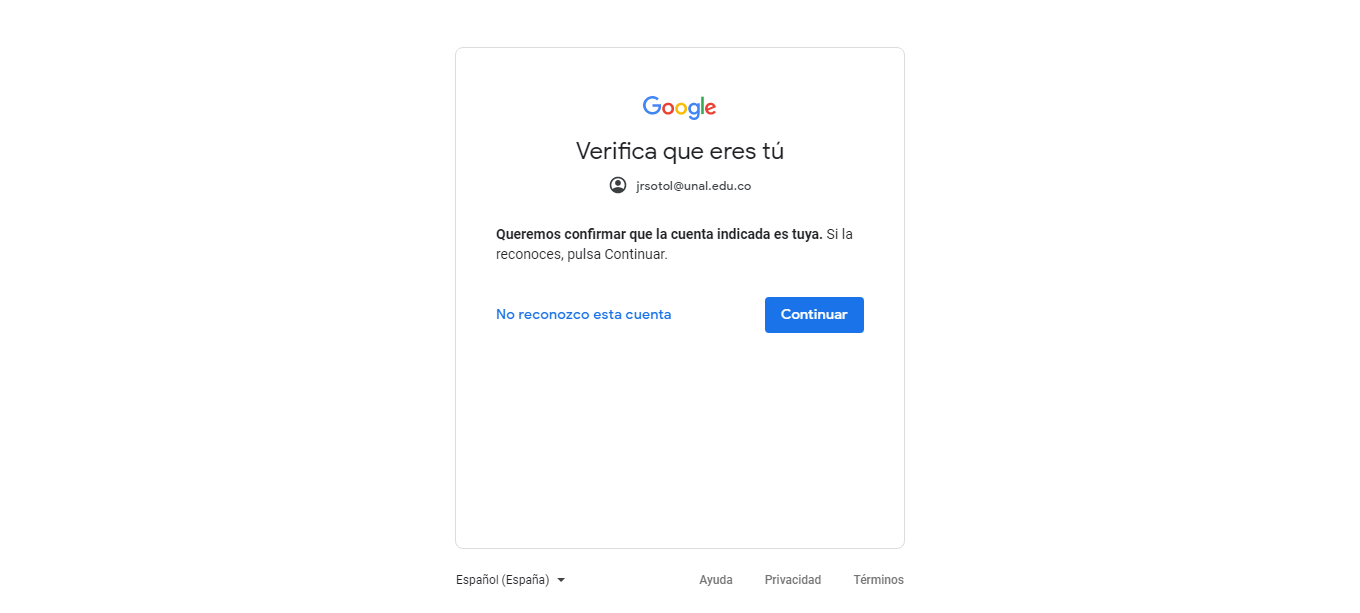 Google
Verifica que eres tú
jrsotol@unal.edu.co
Queremos confirmar que la cuenta indicada es tuya. Si la
reconoces, pulsa Continuar.
No reconozco esta cuenta
Continuar
Español (España)
Ayuda
Privacidad
Términos